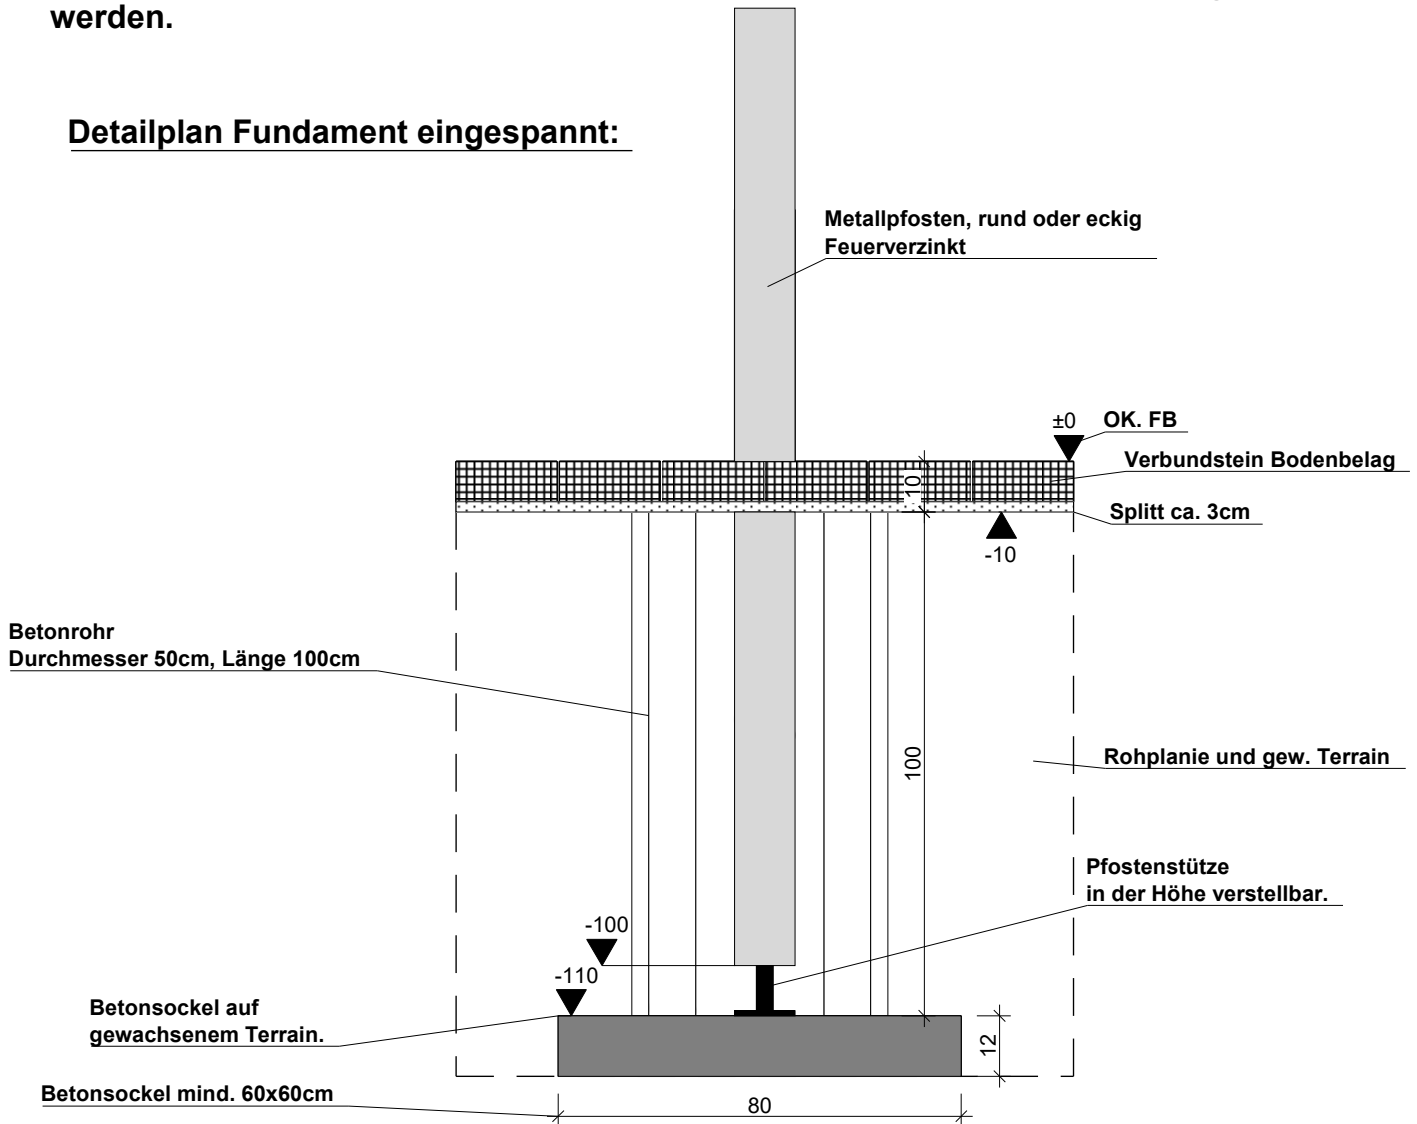 werden.
Detailplan Fundament eingespannt:
Metallpfosten, rund oder eckig
Feuerverzinkt
±0
OK. FB
Verbundstein Bodenbelag
10
Splitt ca. 3cm
-10
Betonrohr
Durchmesser 50cm, Länge 100cm
100
Rohplanie und gew. Terrain
Pfostenstütze
in der Höhe verstellbar.
-100
-110
Betonsockel auf
gewachsenem Terrain.
12
Betonsockel mind. 60x60cm
80